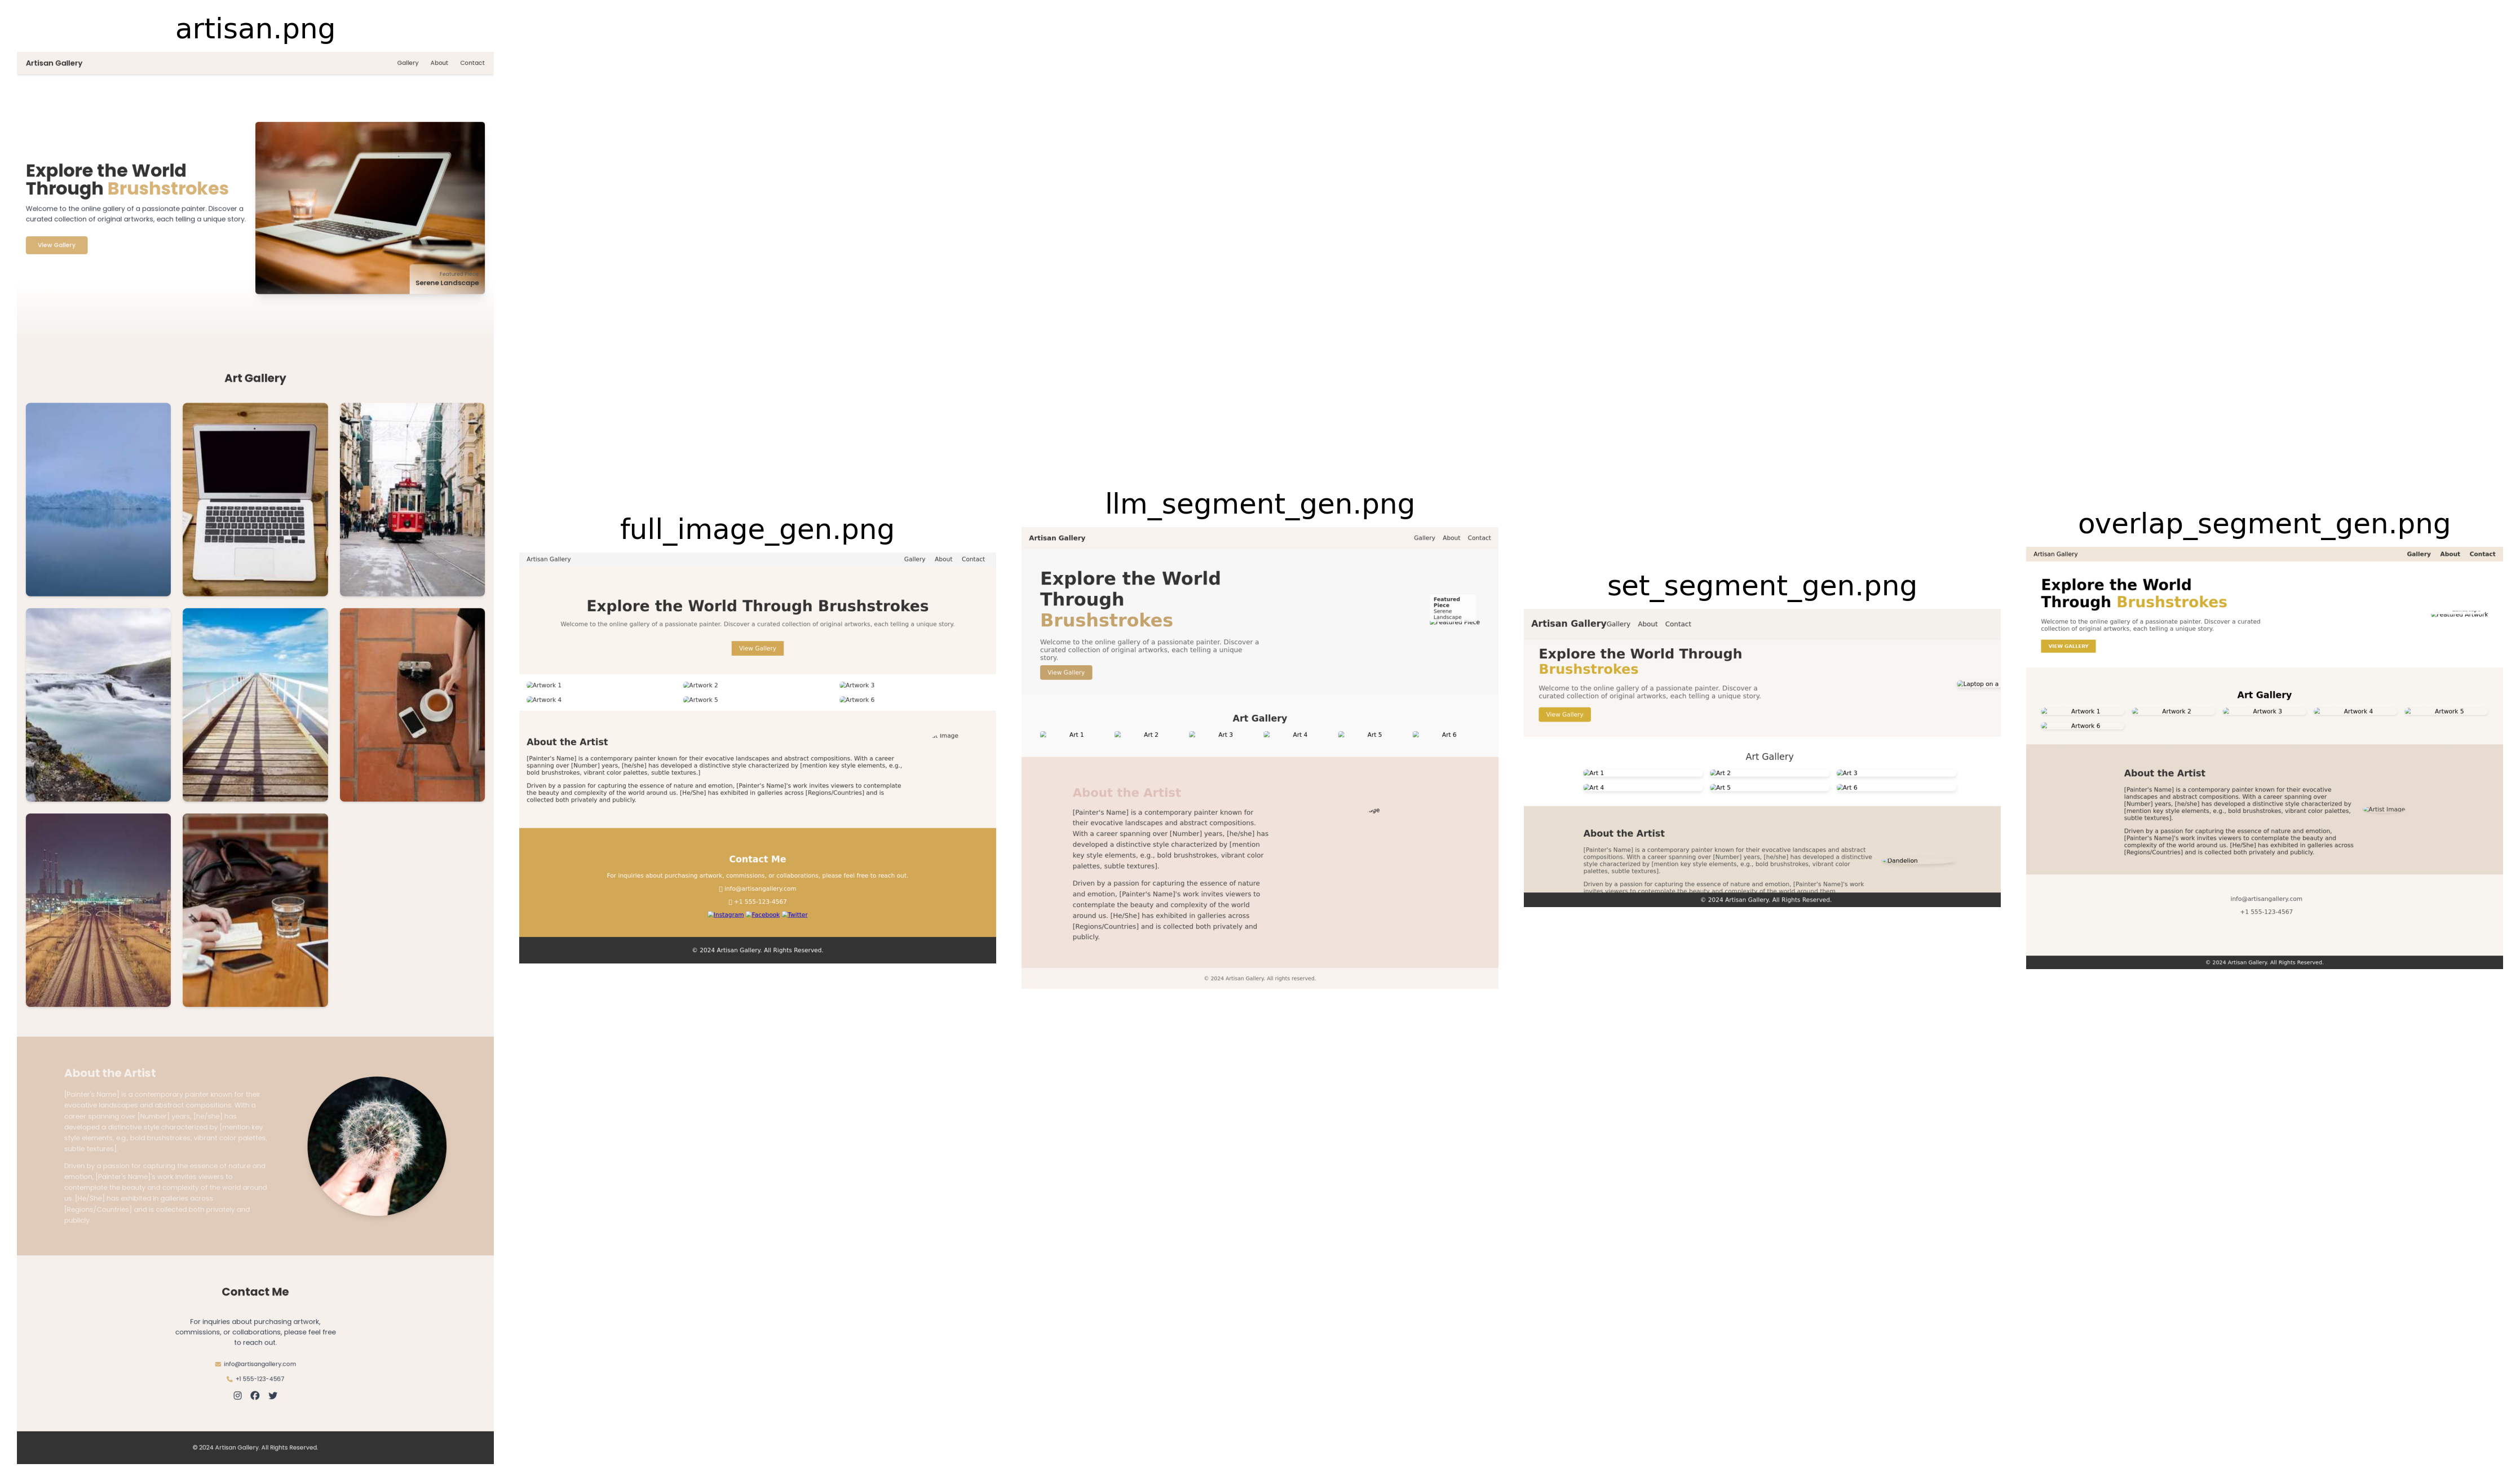 artisan.png
Artisan Gallery
Gallery About Contact
Explore the World
Through Brushstrokes
Welcome to the online gallery of a passionate painter. Discover a
curated collection of original artworks, each telling a unique story.
View Gallery
Featured Piece
Serene Landscape
Art Gallery
About the Artist
[Painter's Name] is a contemporary painter known for their
evocative landscapes and abstract compositions. With a
career spanning over [Number] years, [he/she] has
developed a distinctive style characterized by [mention key
style elements, e.g., bold brushstrokes, vibrant color palettes,
subtle textures].
Driven by a passion for capturing the essence of nature and
emotion, [Painter's Name]'s work invites viewers to
contemplate the beauty and complexity of the world around
us. [He/She] has exhibited in galleries across
[Regions/Countries] and is collected both privately and
publicly.
Contact Me
For inquiries about purchasing artwork,
commissions, or collaborations, please feel free
to reach out.
info@artisangallery.com
+1 555-123-4567
© 2024 Artisan Gallery. All Rights Reserved.
full_image_gen.png
Artisan Gallery
Gallery About Contact
Explore the World Through Brushstrokes
Welcome to the online gallery of a passionate painter. Discover a curated collection of original artworks, each telling a unique story.
View Gallery
Artwork 1 Artwork 2 Artwork 3
Artwork 4 Artwork 5 Artwork 6
About the Artist
Image
[Painter's Name] is a contemporary painter known for their evocative landscapes and abstract compositions. With a career
spanning over [Number] years, [he/she] has developed a distinctive style characterized by [mention key style elements, e.g.,
bold brushstrokes, vibrant color palettes, subtle textures.]
Driven by a passion for capturing the essence of nature and emotion, [Painter's Name]'s work invites viewers to contemplate
the beauty and complexity of the world around us. [He/She] has exhibited in galleries across [Regions/Countries] and is
collected both privately and publicly.
Contact Me
For inquiries about purchasing artwork, commissions, or collaborations, please feel free to reach out.
info@artisangallery.com
+1 555-123-4567
Instagram Facebook Twitter
© 2024 Artisan Gallery. All Rights Reserved.
llm_segment_gen.png
Artisan Gallery
Gallery About Contact
Explore the World
Through
Brushstrokes
Welcome to the online gallery of a passionate painter. Discover a
curated collection of original artworks, each telling a unique
story.
View Gallery
Featured
Piece
Serene
Landscape
Featured Piece
Art Gallery
Art 1 Art 2 Art 3 Art 4 Art 5 Art 6
About the Artist
[Painter's Name] is a contemporary painter known for
their evocative landscapes and abstract compositions.
With a career spanning over [Number] years, [he/she] has
developed a distinctive style characterized by [mention
key style elements, e.g., bold brushstrokes, vibrant color
palettes, subtle textures].
Driven by a passion for capturing the essence of nature
and emotion, [Painter's Name]'s work invites viewers to
contemplate the beauty and complexity of the world
around us. [He/She] has exhibited in galleries across
[Regions/Countries] and is collected both privately and
publicly.
© 2024 Artisan Gallery. All rights reserved.
set_segment_gen.png
Artisan Gallery Gallery About Contact
Explore the World Through
Brushstrokes
Welcome to the online gallery of a passionate painter. Discover a
curated collection of original artworks, each telling a unique story.
View Gallery
Laptop on a
Art Gallery
Art 1 Art 2 Art 3
Art 4 Art 5 Art 6
About the Artist
[Painter's Name] is a contemporary painter known for their evocative landscapes and abstract
compositions. With a career spanning over [Number] years, [he/she] has developed a distinctive
style characterized by [mention key style elements, e.g., bold brushstrokes, vibrant color
palettes, subtle textures].
Driven by a passion for capturing the essence of nature and emotion, [Painter's Name]'s work
invites viewers to contemplate the beauty and complexity of the world around them.
Dandelion
© 2024 Artisan Gallery. All Rights Reserved.
overlap_segment_gen.png
Artisan Gallery
Gallery About Contact
Explore the World
Through Brushstrokes
Welcome to the online gallery of a passionate painter. Discover a curated
collection of original artworks, each telling a unique story.
VIEW GALLERY
Featured Artwork
Art Gallery
Artwork 1 Artwork 2 Artwork 3 Artwork 4 Artwork 5
Artwork 6
About the Artist
[Painter's Name] is a contemporary painter known for their evocative
landscapes and abstract compositions. With a career spanning over
[Number] years, [he/she] has developed a distinctive style characterized by
[mention key style elements, e.g., bold brushstrokes, vibrant color palettes,
subtle textures].
Driven by a passion for capturing the essence of nature and emotion,
[Painter's Name]'s work invites viewers to contemplate the beauty and
complexity of the world around us. [He/She] has exhibited in galleries across
[Regions/Countries] and is collected both privately and publicly.
Artist Image
info@artisangallery.com
+1 555-123-4567
© 2024 Artisan Gallery. All Rights Reserved.